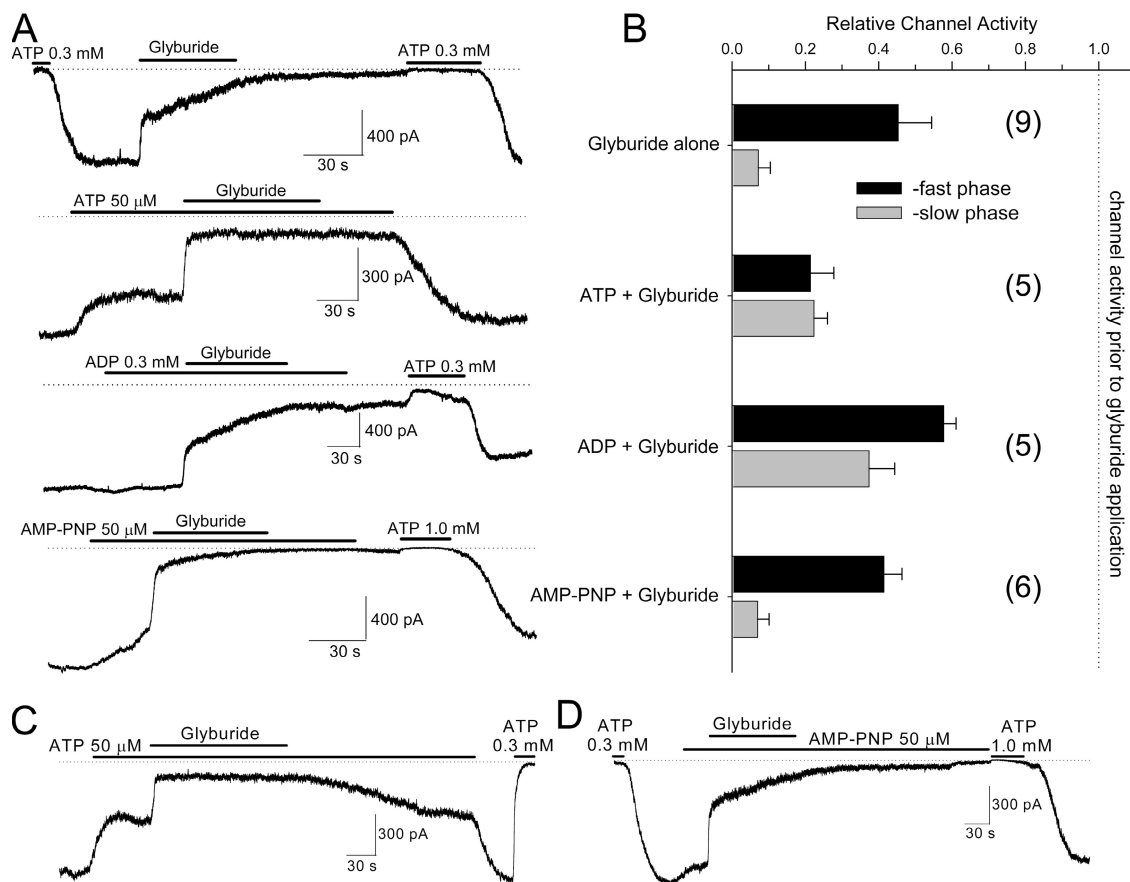 A
ATP 0.3 mM
Glyburide
ATP 0.3 mM
400 pA
30 s
ATP 50 μM
Glyburide
300 pA
30 s
ADP 0.3 mM
Glyburide
ATP 0.3 mM
400 pA
30 s
AMP-PNP 50 μM
Glyburide
ATP 1.0 mM
400 pA
30 s
B
Relative Channel Activity
0.0 0.2 0.4 0.6 0.8 1.0
Glyburide alone
(9)
-fast phase
-slow phase
ATP + Glyburide
(5)
ADP + Glyburide
(5)
AMP-PNP + Glyburide
(6)
channel activity prior to glyburide application
C
ATP 50 μM
Glyburide
ATP
0.3 mM
300 pA
30 s
D
ATP
0.3 mM
Glyburide
AMP-PNP 50 μM
ATP
1.0 mM
300 pA
30 s